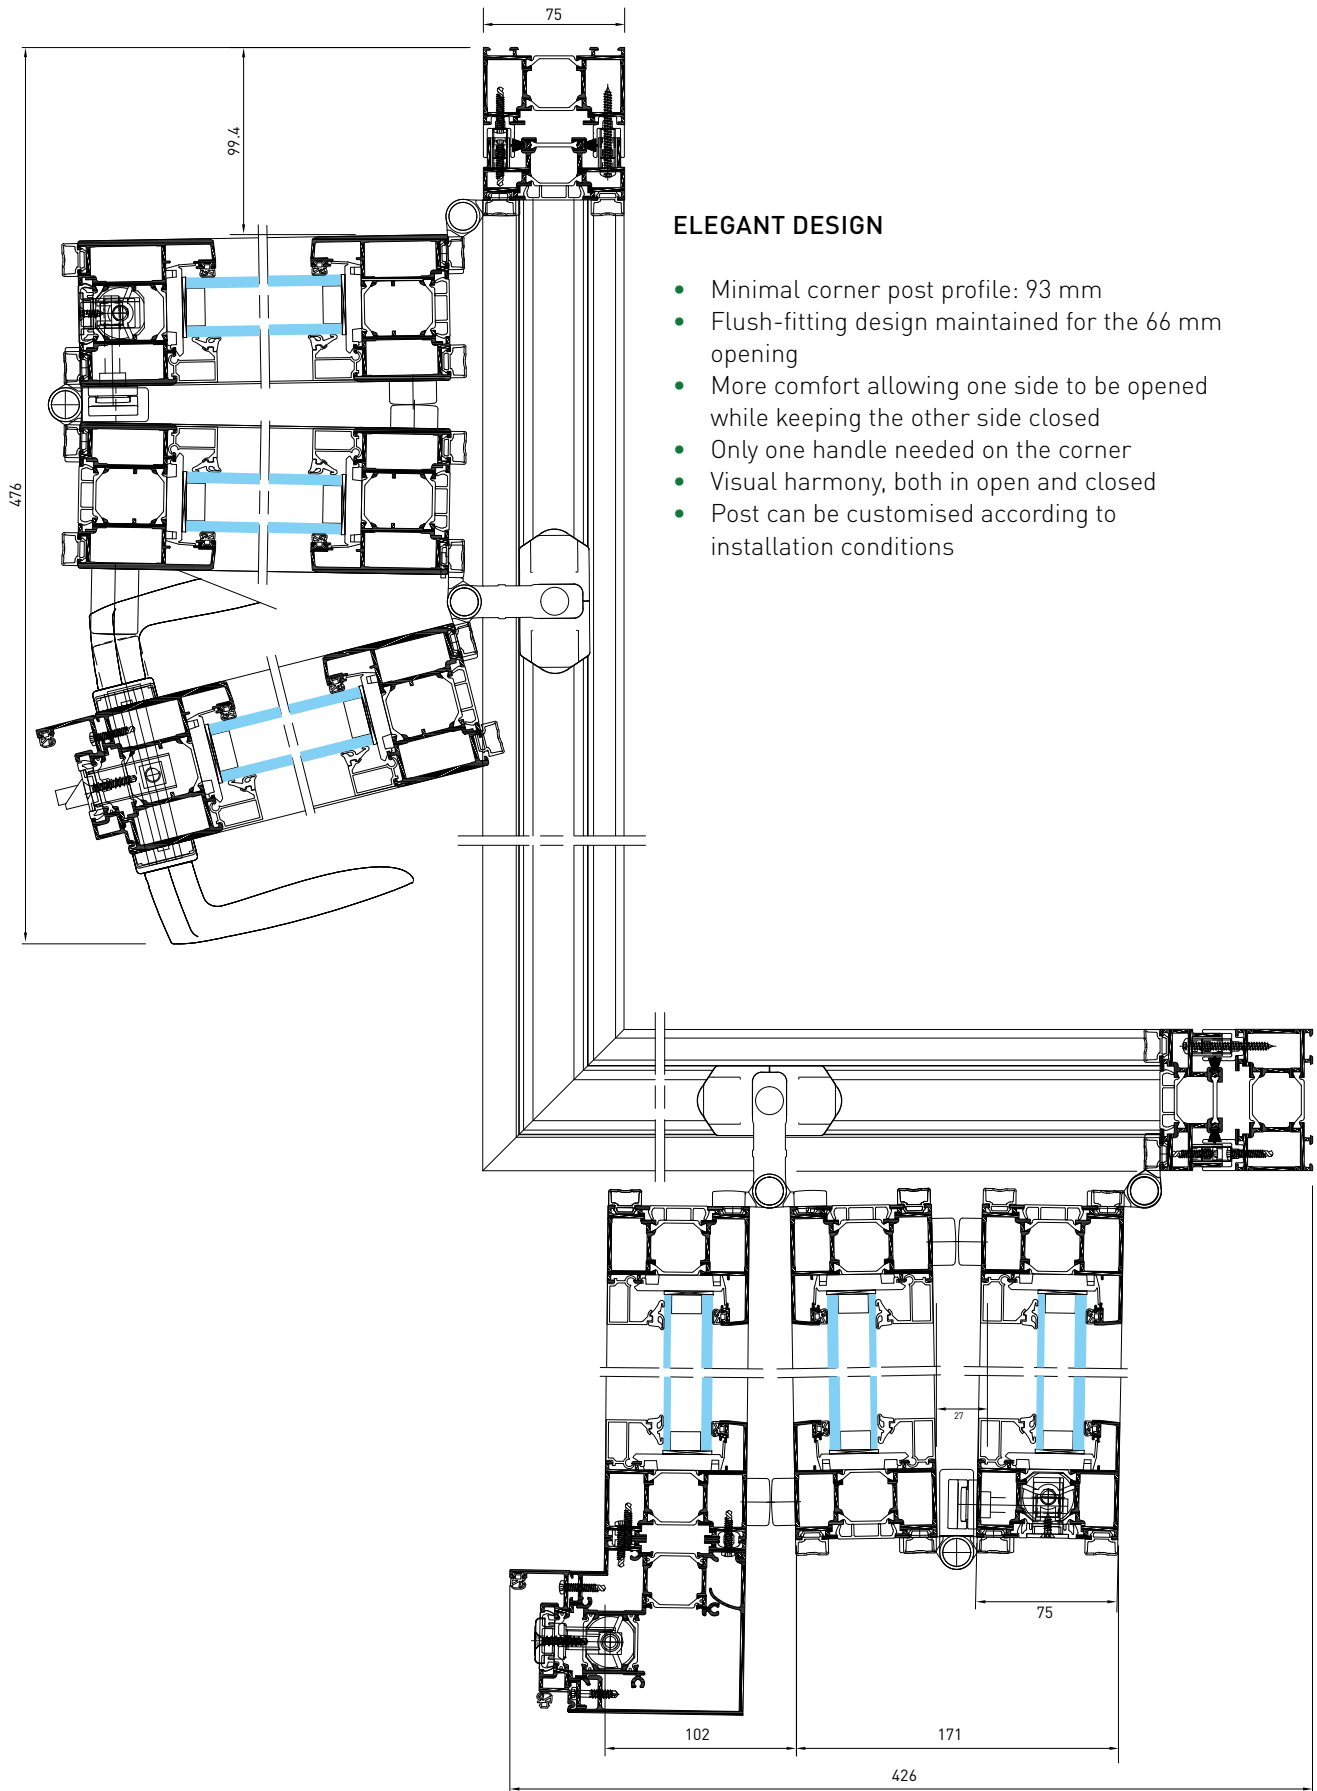 75
99.4
ELEGANT DESIGN
• Minimal corner post profile: 93 mm
• Flush-fitting design maintained for the 66 mm
opening
• More comfort allowing one side to be opened
while keeping the other side closed
• Only one handle needed on the corner
• Visual harmony, both in open and closed
• Post can be customised according to
installation conditions
476
27
75
102
171
426